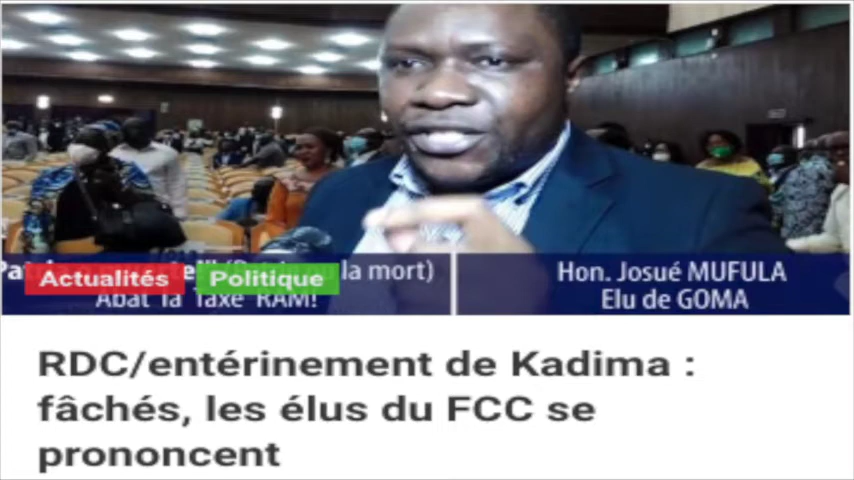 la mort)
Abat la Taxe RAM!
Hon. Josué MUFULA
Elu de GOMA
Actualités
Politique
RDC/entérinement de Kadima :
fâchés, les élus du FCC se
prononcent